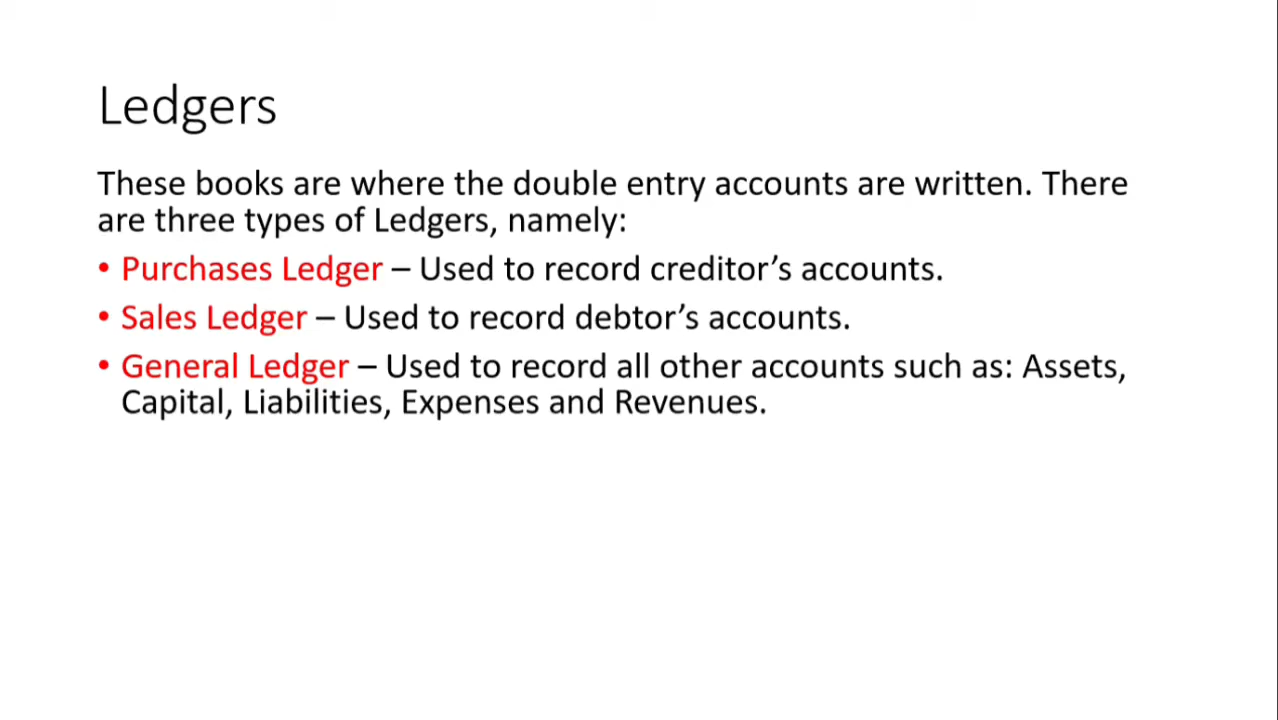 Ledgers
These books are where the double entry accounts are written. There
are three types of Ledgers, namely:
• Purchases Ledger – Used to record creditor’s accounts.
• Sales Ledger – Used to record debtor’s accounts.
• General Ledger – Used to record all other accounts such as: Assets,
Capital, Liabilities, Expenses and Revenues.